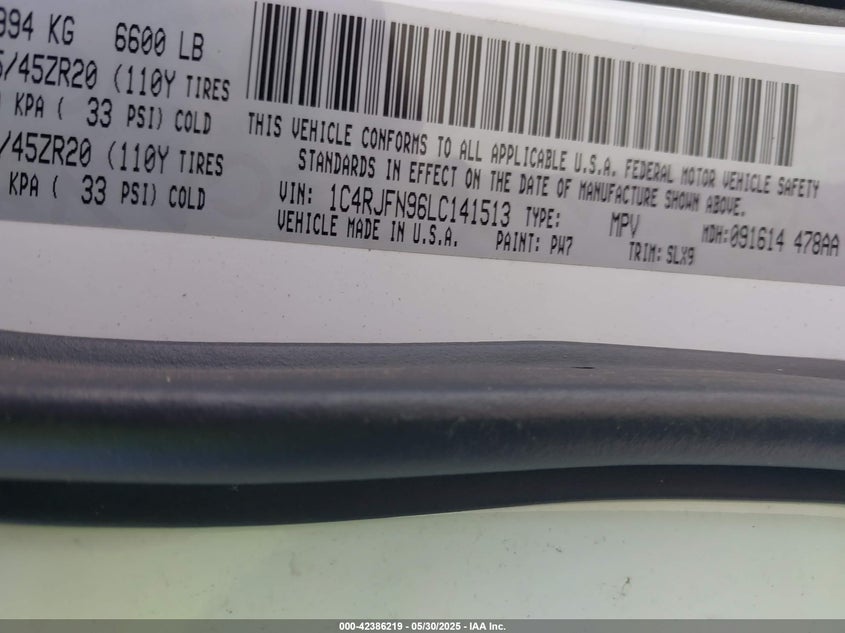 994 KG 6600 LB
5/45ZR20 (110Y TIRES
KPA ( 33 PSI) COLD
/45ZR20 (110Y TIRES
KPA ( 33 PSI) COLD
THIS VEHICLE CONFORMS TO ALL APPLICABLE U.S.A. FEDERAL MOTOR VEHICLE SAFETY
STANDARDS IN EFFECT ON THE DATE OF MANUFACTURE SHOWN ABOVE.
VIN: 1C4RJFN96LC141513 TYPE: MPV MDH:091614 478AA
VEHICLE MADE IN U.S.A. PAINT: PW7 TRIM: SLX9
000-42386219 - 05/30/2025 - IAA Inc.